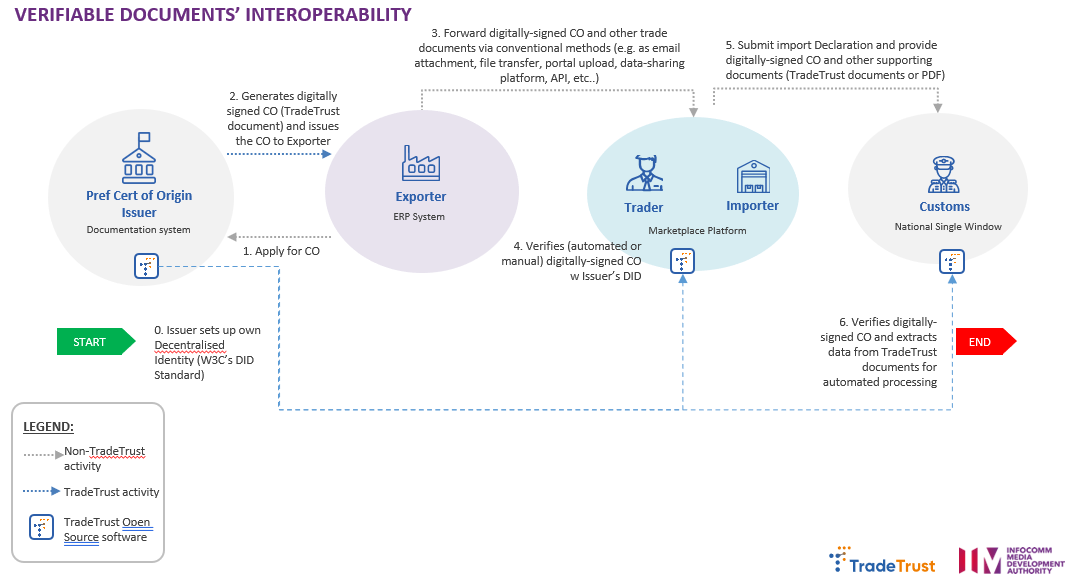 VERIFIABLE DOCUMENTS’ INTEROPERABILITY
3. Forward digitally-signed CO and other trade
documents via conventional methods (e.g. as email
attachment, file transfer, portal upload, data-sharing
platform, API, etc..)
5. Submit import Declaration and provide
digitally-signed CO and other supporting
documents (TradeTrust documents or PDF)
2. Generates digitally
signed CO (TradeTrust
document) and issues
the CO to Exporter
Pref Cert of Origin
Issuer
Documentation system
Exporter
ERP System
Trader
Importer
Marketplace Platform
Customs
National Single Window
1. Apply for CO
4. Verifies (automated or
manual) digitally-signed CO
w Issuer’s DID
START
0. Issuer sets up own
Decentralised
Identity (W3C’s DID
Standard)
6. Verifies digitally-
signed CO and extracts
data from TradeTrust
documents for
automated processing
END
LEGEND:
Non-TradeTrust
activity
TradeTrust activity
TradeTrust Open
Source software
TradeTrust
INFOCOMM
MEDIA
DEVELOPMENT
AUTHORITY